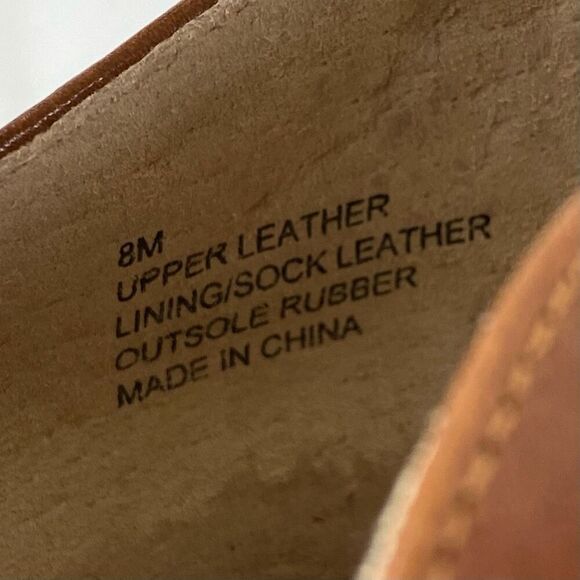 8M
UPPER LEATHER
LINING/SOCK LEATHER
OUTSOLE RUBBER
MADE IN CHINA